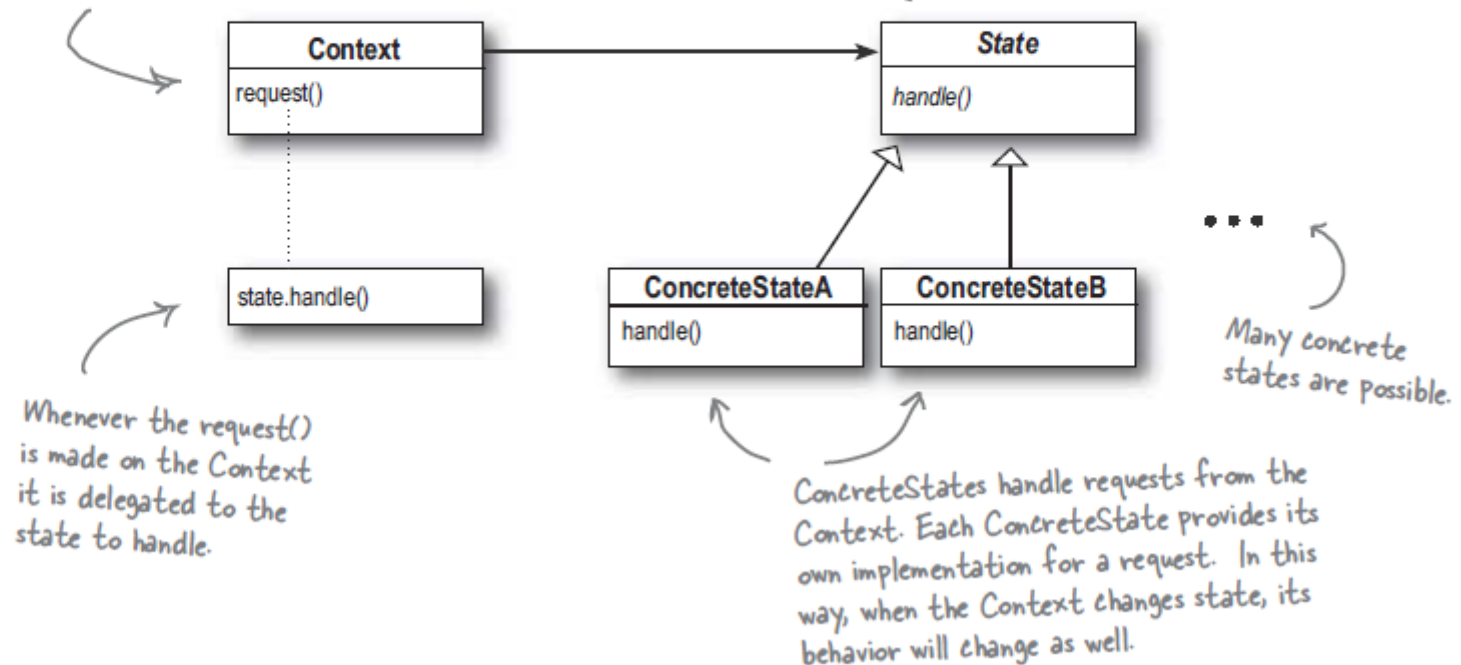 Context
request()
State
handle()
state.handle()
ConcreteStateA
handle()
ConcreteStateB
handle()
Many concrete
states are possible.
Whenever the request()
is made on the Context
it is delegated to the
state to handle.
ConcreteStates handle requests from the
Context. Each ConcreteState provides its
own implementation for a request. In this
way, when the Context changes state, its
behavior will change as well.